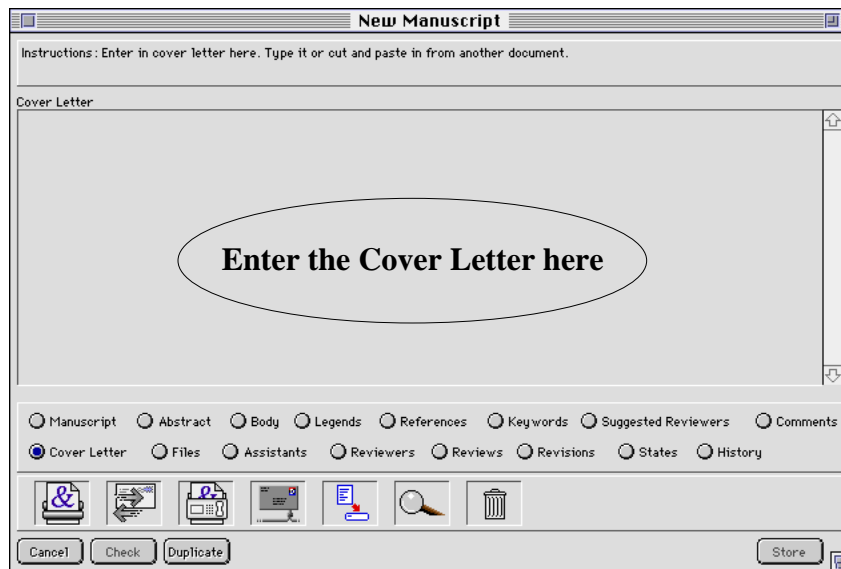 New Manuscript
Instructions: Enter in cover letter here. Type it or cut and paste in from another document.
Cover Letter
Enter the Cover Letter here
Manuscript Abstract Body Legends References Keywords Suggested Reviewers Comments
Cover Letter Files Assistants Reviewers Reviews Revisions States History
& &
Cancel Check Duplicate Store